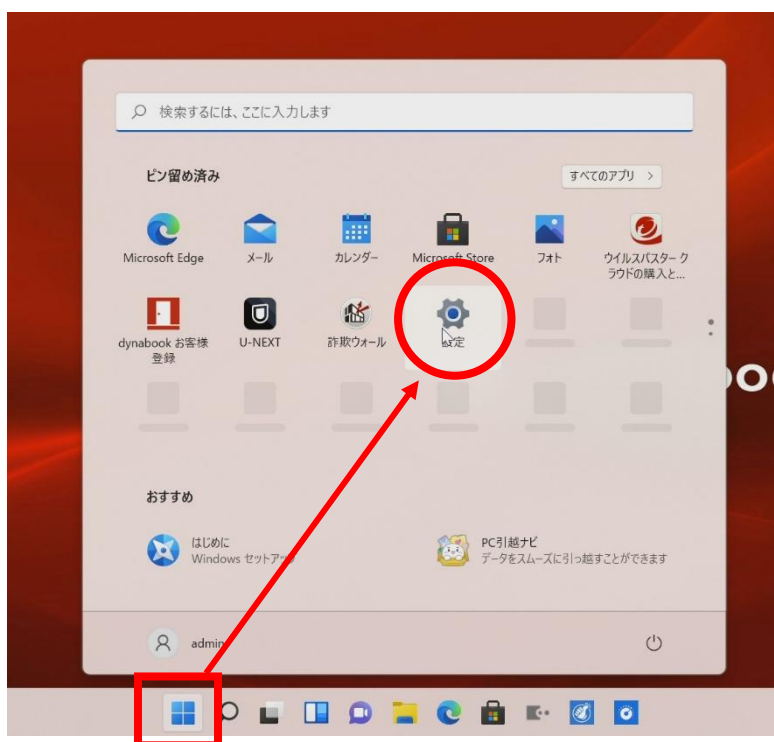 検索するには、ここに入力します
ピン留め済み
すべてのアプリ >
Microsoft Edge
メール
カレンダー
Microsoft Store
フォト
ウイルスバスター ク
ラウドの購入と...
dynabook お客様
登録
U-NEXT
詐欺ウォール
設定
おすすめ
はじめに
Windows セットアップ
PC引越ナビ
データをスムーズに引っ越すことができます
admin